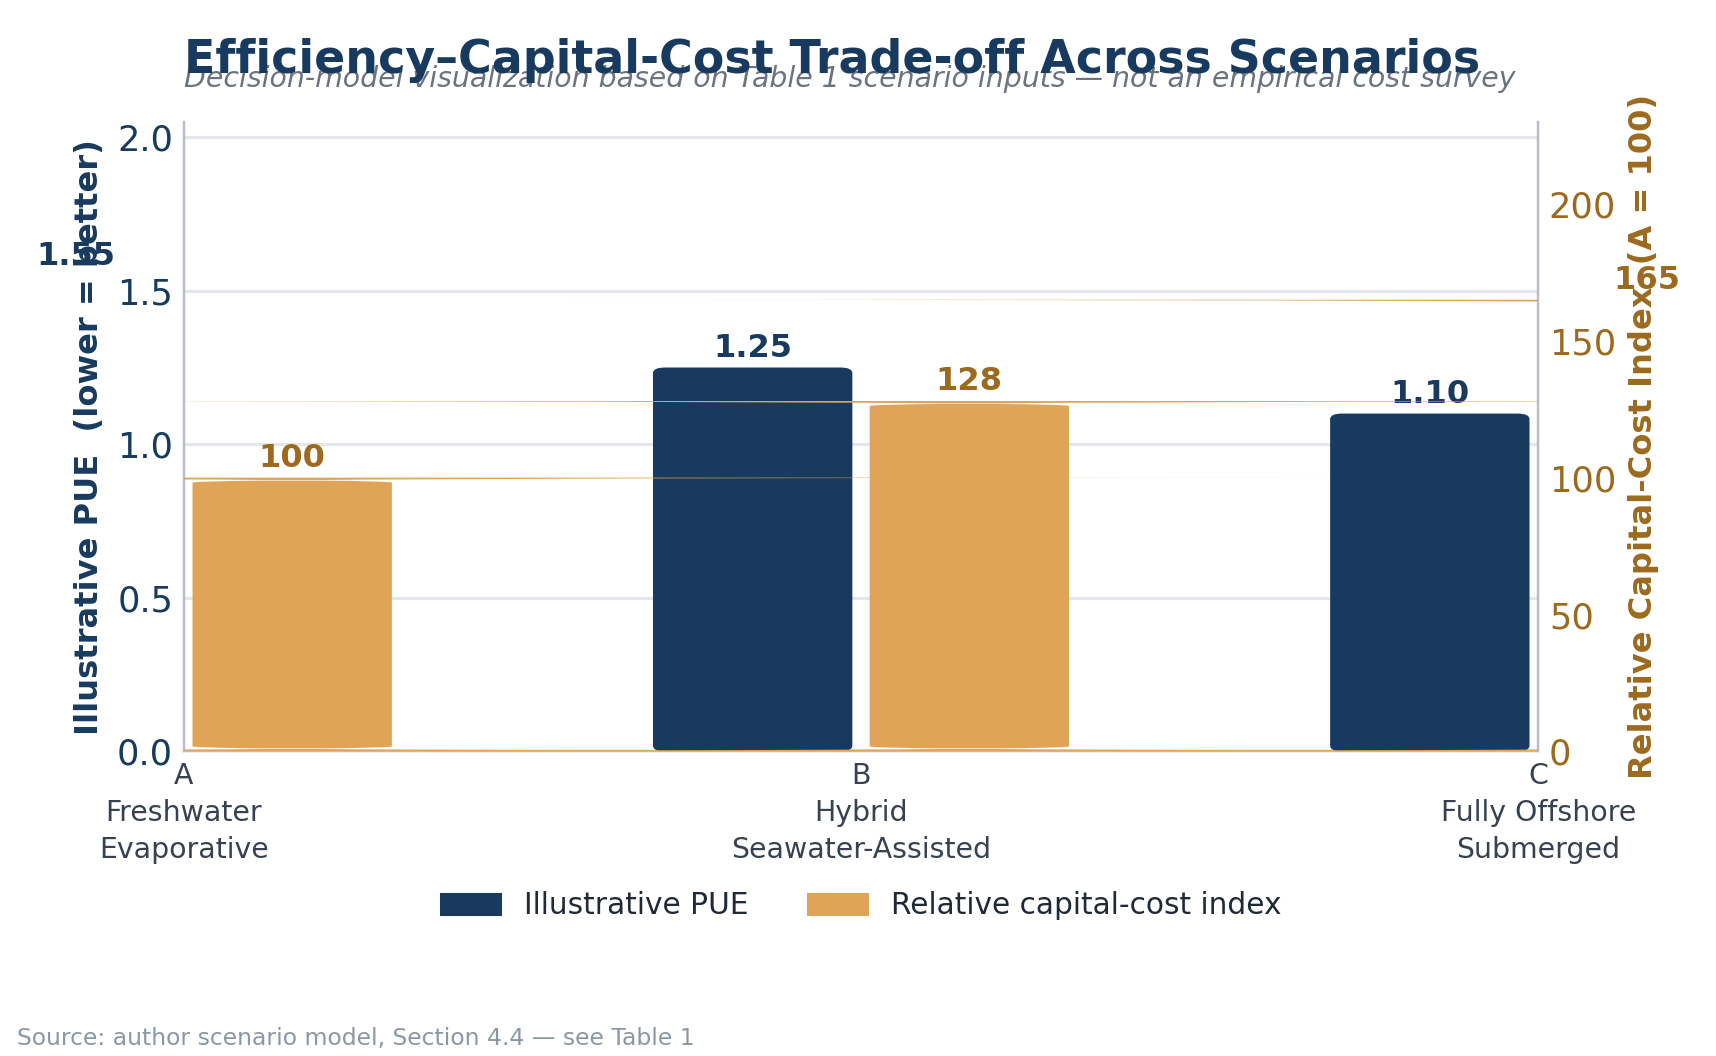 Efficiency–Capital-Cost Trade-off Across Scenarios
Decision-model visualization based on Table 1 scenario inputs — not an empirical cost survey
Illustrative PUE (lower = better)
2.0
1.5
1.0
0.5
0.0
1.55
100
1.25
128
1.10
165
200
150
100
50
0
Relative Capital-Cost Index (A = 100)
A
Freshwater
Evaporative
B
Hybrid
Seawater-Assisted
C
Fully Offshore
Submerged
Illustrative PUE
Relative capital-cost index
Source: author scenario model, Section 4.4 — see Table 1